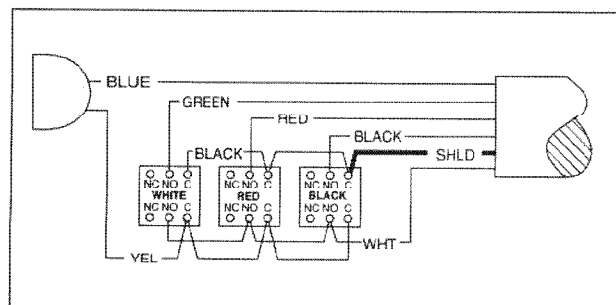 BLUE
GREEN
RED
BLACK
BLACK
SHLD
NC NO C
WHITE
NC NO C
NC NO C
RED
NC NO C
NC NO C
BLACK
NC NO C
YEL
WHT